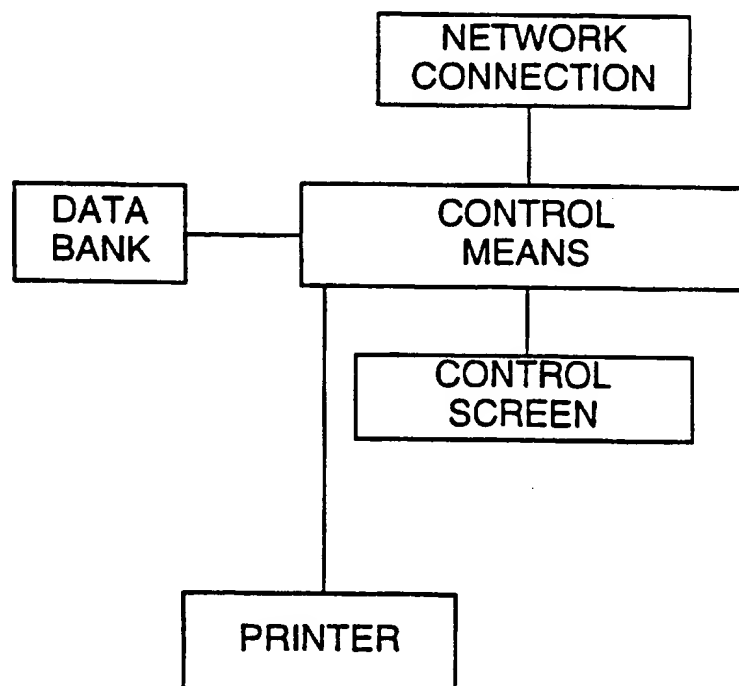 NETWORK
CONNECTION
DATA
BANK
CONTROL
MEANS
CONTROL
SCREEN
PRINTER